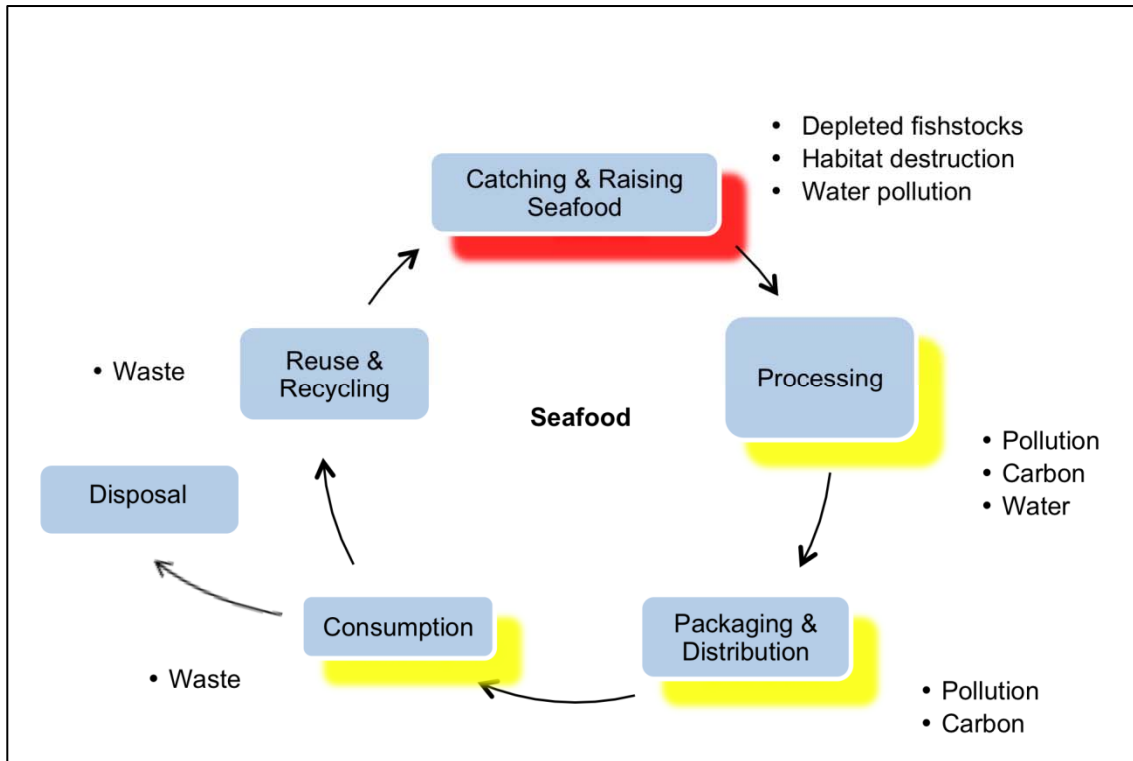 • Depleted fishstocks
• Habitat destruction
• Water pollution
Catching & Raising
Seafood
Processing
• Pollution
• Carbon
• Water
Packaging &
Distribution
• Pollution
• Carbon
Consumption
• Waste
Disposal
Reuse &
Recycling
• Waste
Seafood